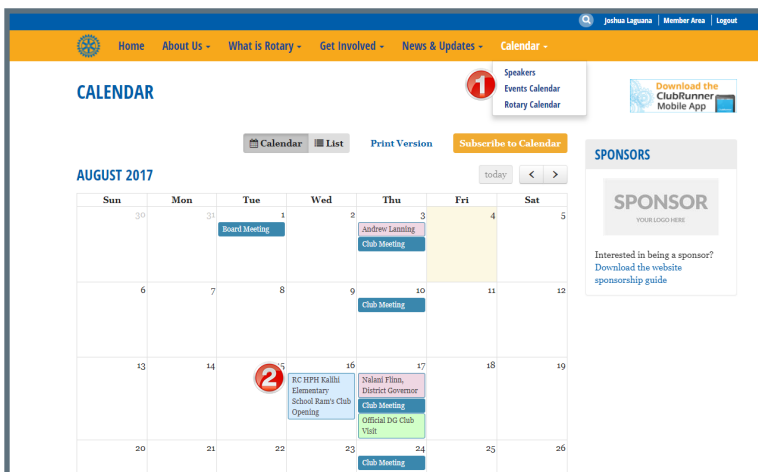 Joshua Laguana | Member Area | Logout
Home About Us What is Rotary Get Involved News & Updates Calendar
1
Speakers
Events Calendar
Rotary Calendar
CALENDAR
Download the
ClubRunner
Mobile App
Calendar List Print Version Subscribe to Calendar
AUGUST 2017
today < >
Sun Mon Tue Wed Thu Fri Sat
30 31 1 2 3 4 5
Board Meeting
Andrew Lanning
Club Meeting
6 7 8 9 10 11 12
Club Meeting
13 14 15 16 17 18 19
2
RC HPH Kalihi
Elementary
School Ram's Club
Opening
Nalani Flinn,
District Governor
Club Meeting
Official DG Club
Visit
20 21 22 23 24 25 26
Club Meeting
SPONSORS
SPONSOR
YOUR LOGO HERE
Interested in being a sponsor?
Download the website
sponsorship guide